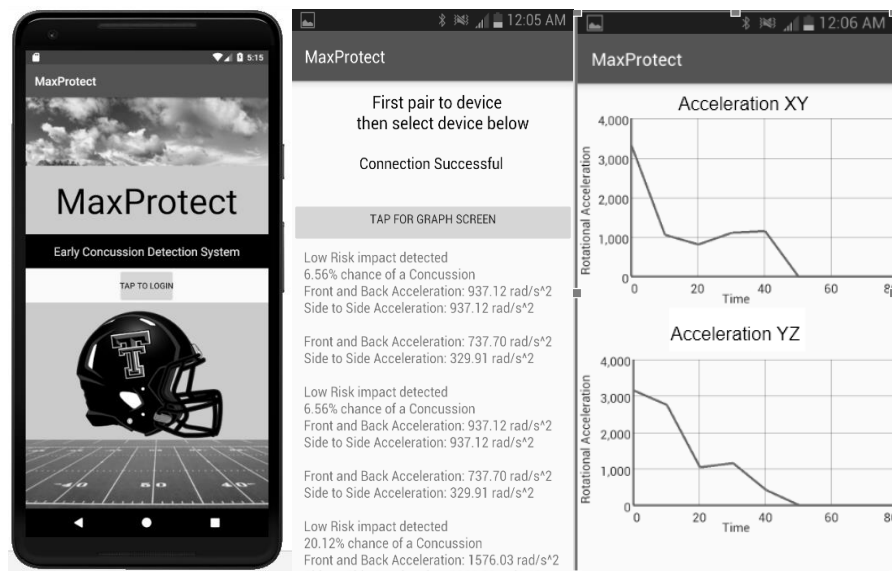 5:15
MaxProtect
MaxProtect
Early Concussion Detection System
TAP TO LOGIN
T
40
50
40
12:05 AM
MaxProtect
First pair to device
then select device below
Connection Successful
TAP FOR GRAPH SCREEN
Low Risk impact detected
6.56% chance of a Concussion
Front and Back Acceleration: 937.12 rad/s^2
Side to Side Acceleration: 937.12 rad/s^2
Front and Back Acceleration: 737.70 rad/s^2
Side to Side Acceleration: 329.91 rad/s^2
Low Risk impact detected
6.56% chance of a Concussion
Front and Back Acceleration: 937.12 rad/s^2
Side to Side Acceleration: 937.12 rad/s^2
Front and Back Acceleration: 737.70 rad/s^2
Side to Side Acceleration: 329.91 rad/s^2
Low Risk impact detected
20.12% chance of a Concussion
Front and Back Acceleration: 1576.03 rad/s^2
12:06 AM
MaxProtect
Acceleration XY
Rotational Acceleration
4,000
3,000
2,000
1,000
0
0 20 40 60
Time
Acceleration YZ
Rotational Acceleration
4,000
3,000
2,000
1,000
0
0 20 40 60 8
Time